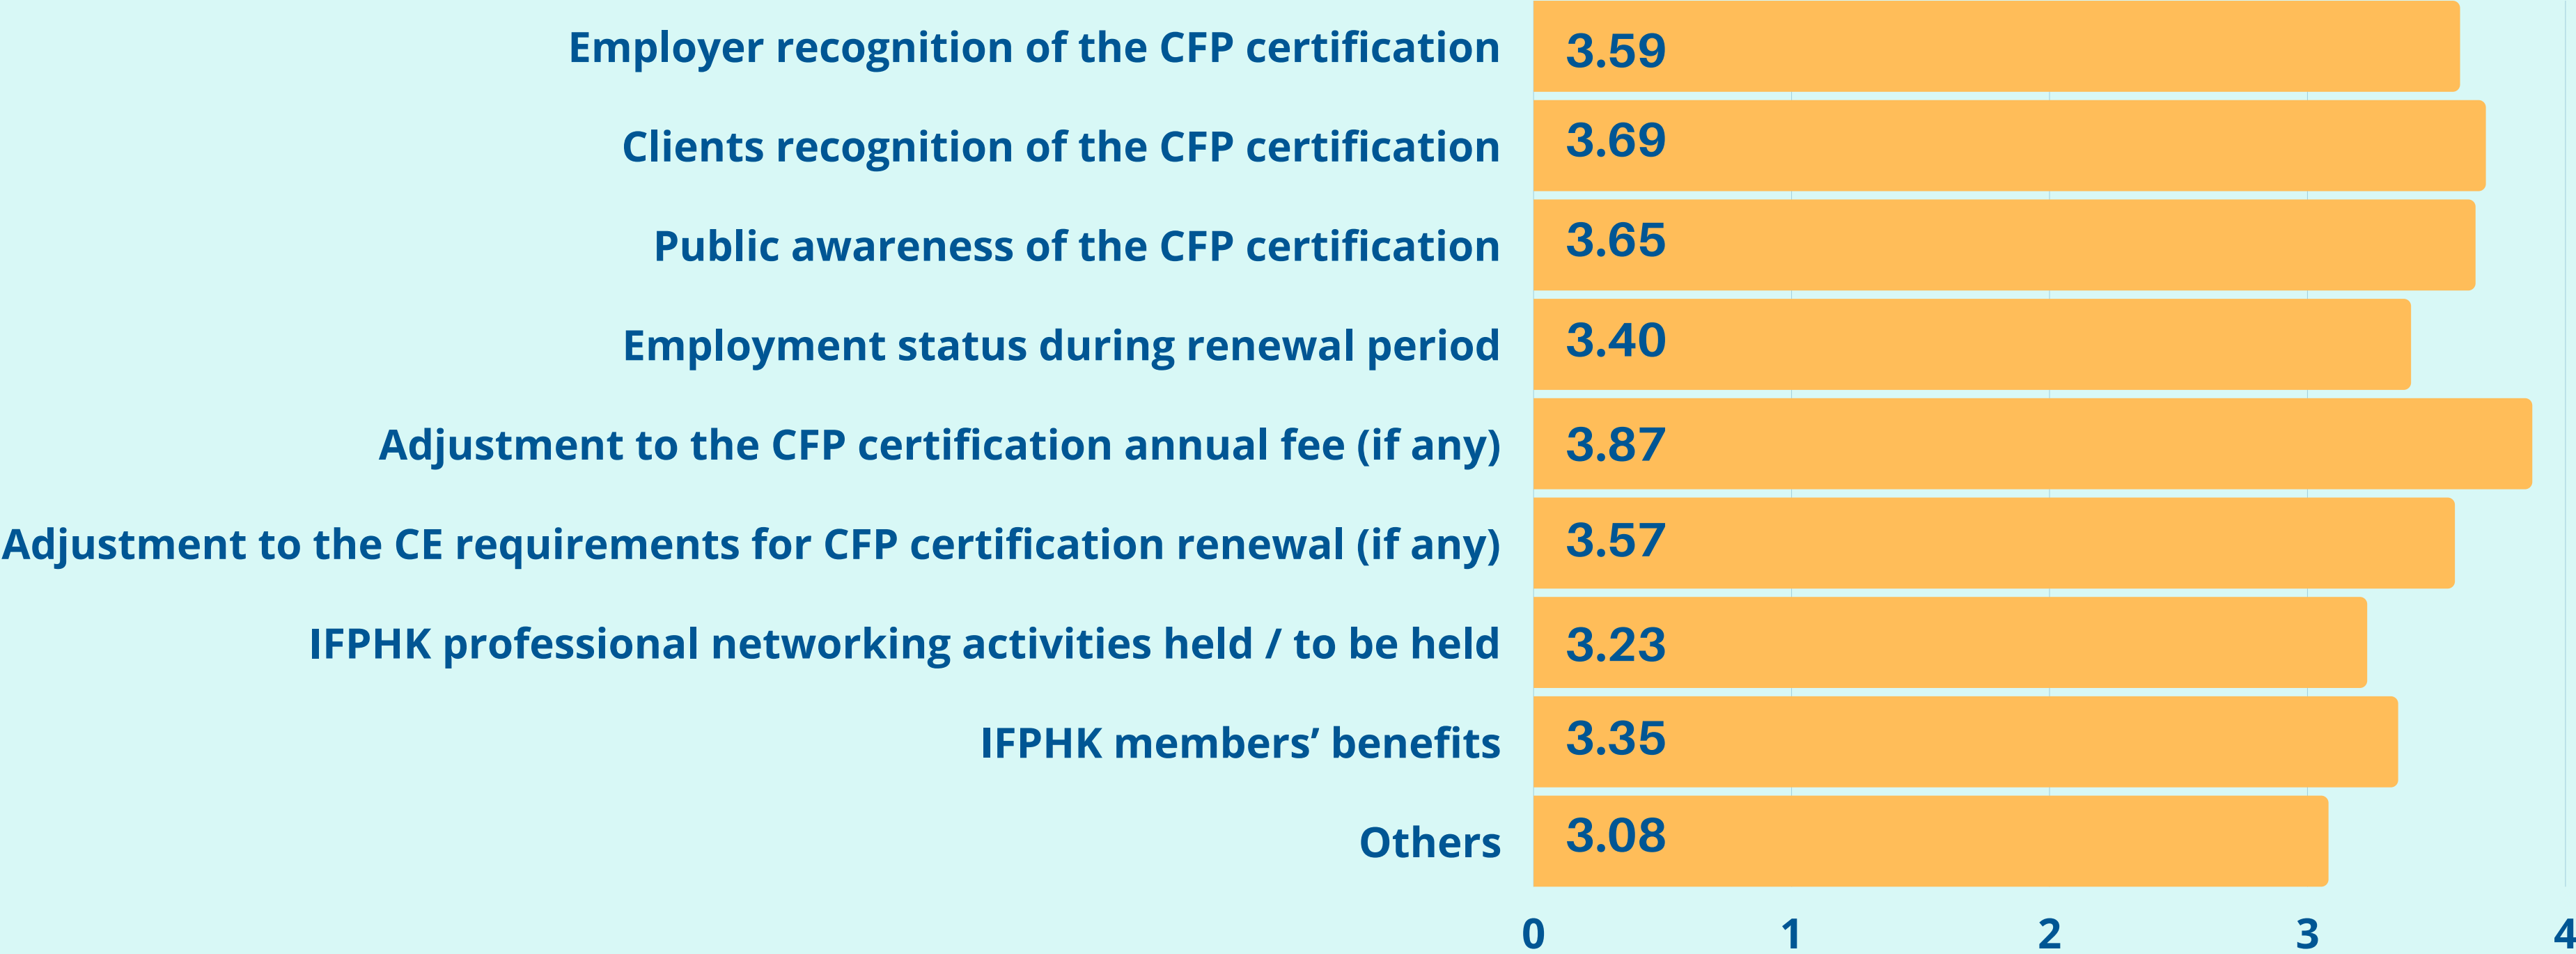 Employer recognition of the CFP certification 3.59
Clients recognition of the CFP certification 3.69
Public awareness of the CFP certification 3.65
Employment status during renewal period 3.40
Adjustment to the CFP certification annual fee (if any) 3.87
Adjustment to the CE requirements for CFP certification renewal (if any) 3.57
IFPHK professional networking activities held / to be held 3.23
IFPHK members’ benefits 3.35
Others 3.08
0 1 2 3 4